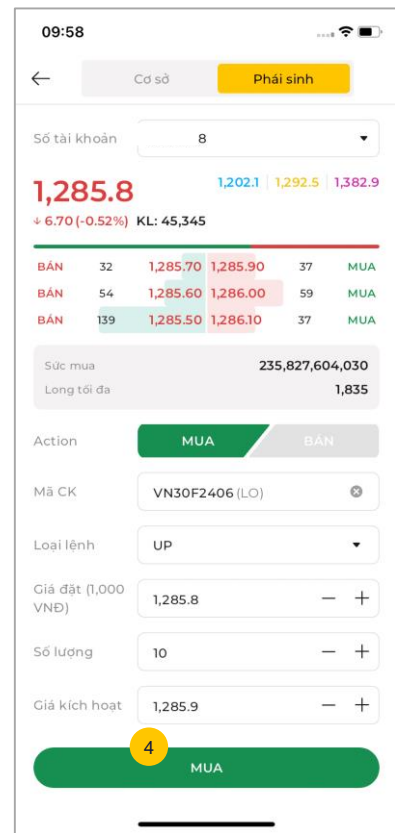 09:58
Cơ sở Phái sinh
Số tài khoản 8
1,285.8 1,202.1 1,292.5 1,382.9
↓ 6.70 (-0.52%) KL: 45,345
BÁN 32 1,285.70 1,285.90 37 MUA
BÁN 54 1,285.60 1,286.00 59 MUA
BÁN 139 1,285.50 1,286.10 37 MUA
Sức mua 235,827,604,030
Long tối đa 1,835
Action MUA BÁN
Mã CK VN30F2406 (LO)
Loại lệnh UP
Giá đặt (1,000
VNĐ) 1,285.8 — +
Số lượng 10 — +
Giá kích hoạt 1,285.9 — +
4
MUA